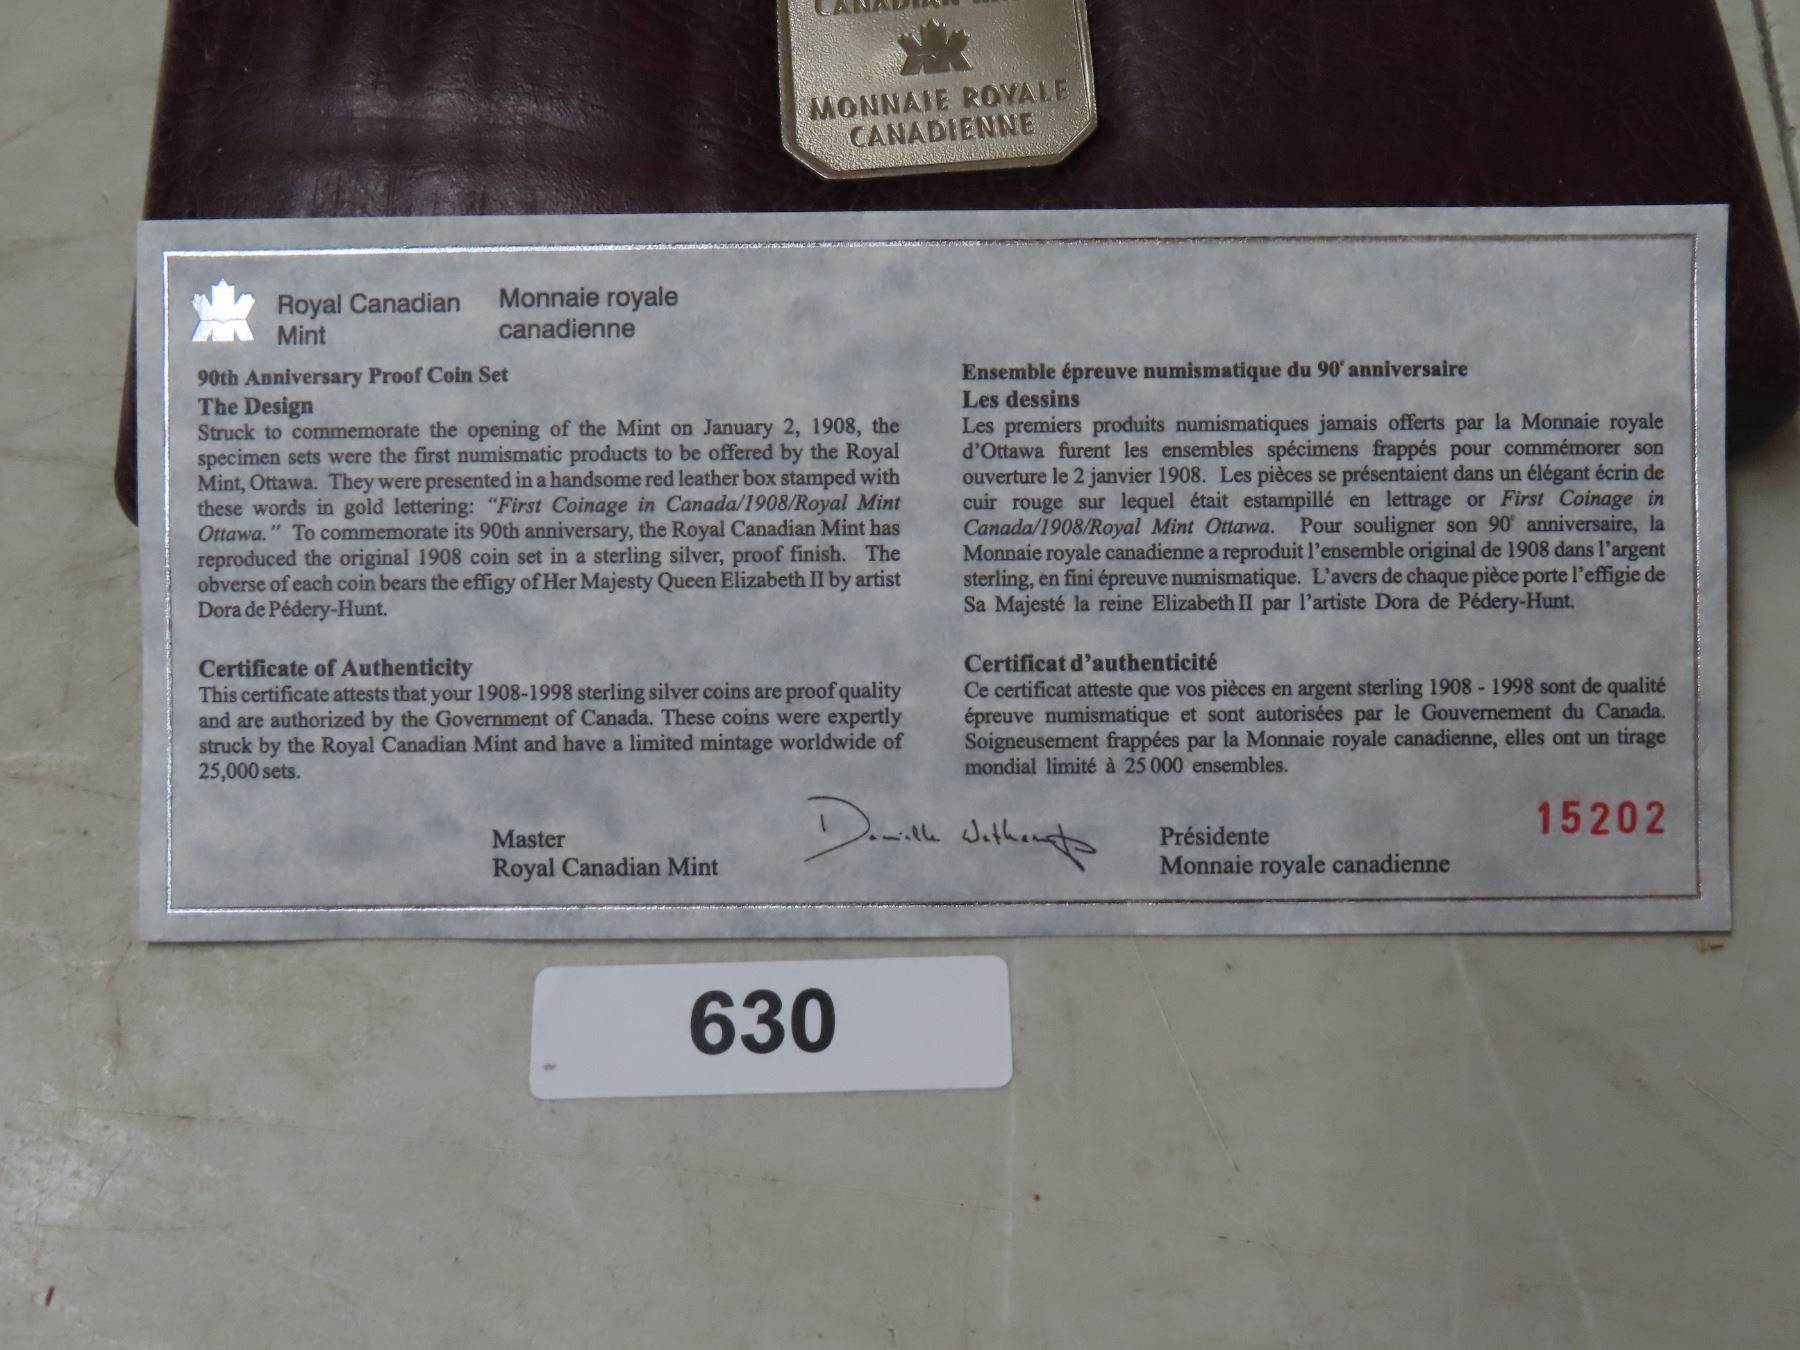 MONNAIE ROYALE
CANADIENNE
Royal Canadian
Mint
Monnaie royale
canadienne
90th Anniversary Proof Coin Set
The Design
Struck to commemorate the opening of the Mint on January 2, 1908, the
specimen sets were the first numismatic products to be offered by the Royal
Mint, Ottawa. They were presented in a handsome red leather box stamped with
these words in gold lettering: "First Coinage in Canada/1908/Royal Mint
Ottawa." To commemorate its 90th anniversary, the Royal Canadian Mint has
reproduced the original 1908 coin set in a sterling silver, proof finish. The
obverse of each coin bears the effigy of Her Majesty Queen Elizabeth II by artist
Dora de Pédery-Hunt.
Certificate of Authenticity
This certificate attests that your 1908-1998 sterling silver coins are proof quality
and are authorized by the Government of Canada. These coins were expertly
struck by the Royal Canadian Mint and have a limited mintage worldwide of
25,000 sets.
Ensemble épreuve numismatique du 90e anniversaire
Les dessins
Les premiers produits numismatiques jamais offerts par la Monnaie royale
d'Ottawa furent les ensembles spécimens frappés pour commémorer son
ouverture le 2 janvier 1908. Les pièces se présentaient dans un élégant écrin de
cuir rouge sur lequel était estampillé en lettrage or First Coinage in
Canada/1908/Royal Mint Ottawa. Pour souligner son 90e anniversaire, la
Monnaie royale canadienne a reproduit l'ensemble original de 1908 dans l'argent
sterling, en fini épreuve numismatique. L'avers de chaque pièce porte l'effigie de
Sa Majesté la reine Elizabeth II par l'artiste Dora de Pédery-Hunt.
Certificat d'authenticité
Ce certificat atteste que vos pièces en argent sterling 1908 - 1998 sont de qualité
épreuve numismatique et sont autorisées par le Gouvernement du Canada.
Soigneusement frappées par la Monnaie royale canadienne, elles ont un tirage
mondial limité à 25 000 ensembles.
Master
Royal Canadian Mint
Présidente
Monnaie royale canadienne
15202
630